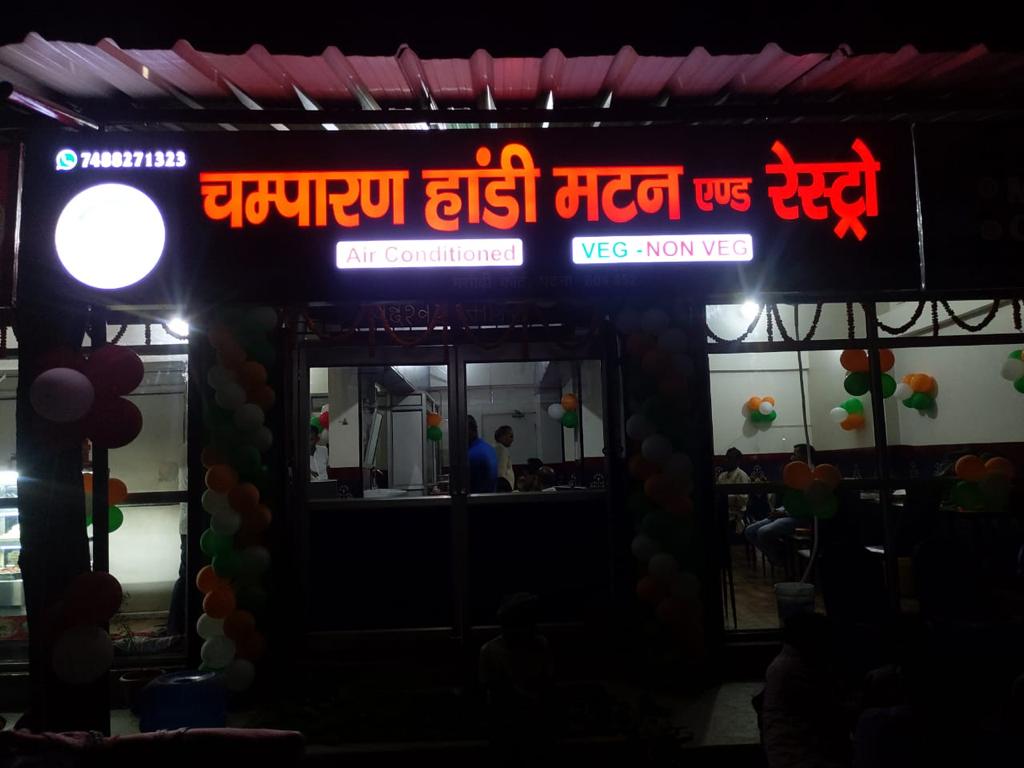 7488271323
चम्पारण हांडी मटन एण्ड रेस्ट्रो
Air Conditioned
VEG - NON VEG